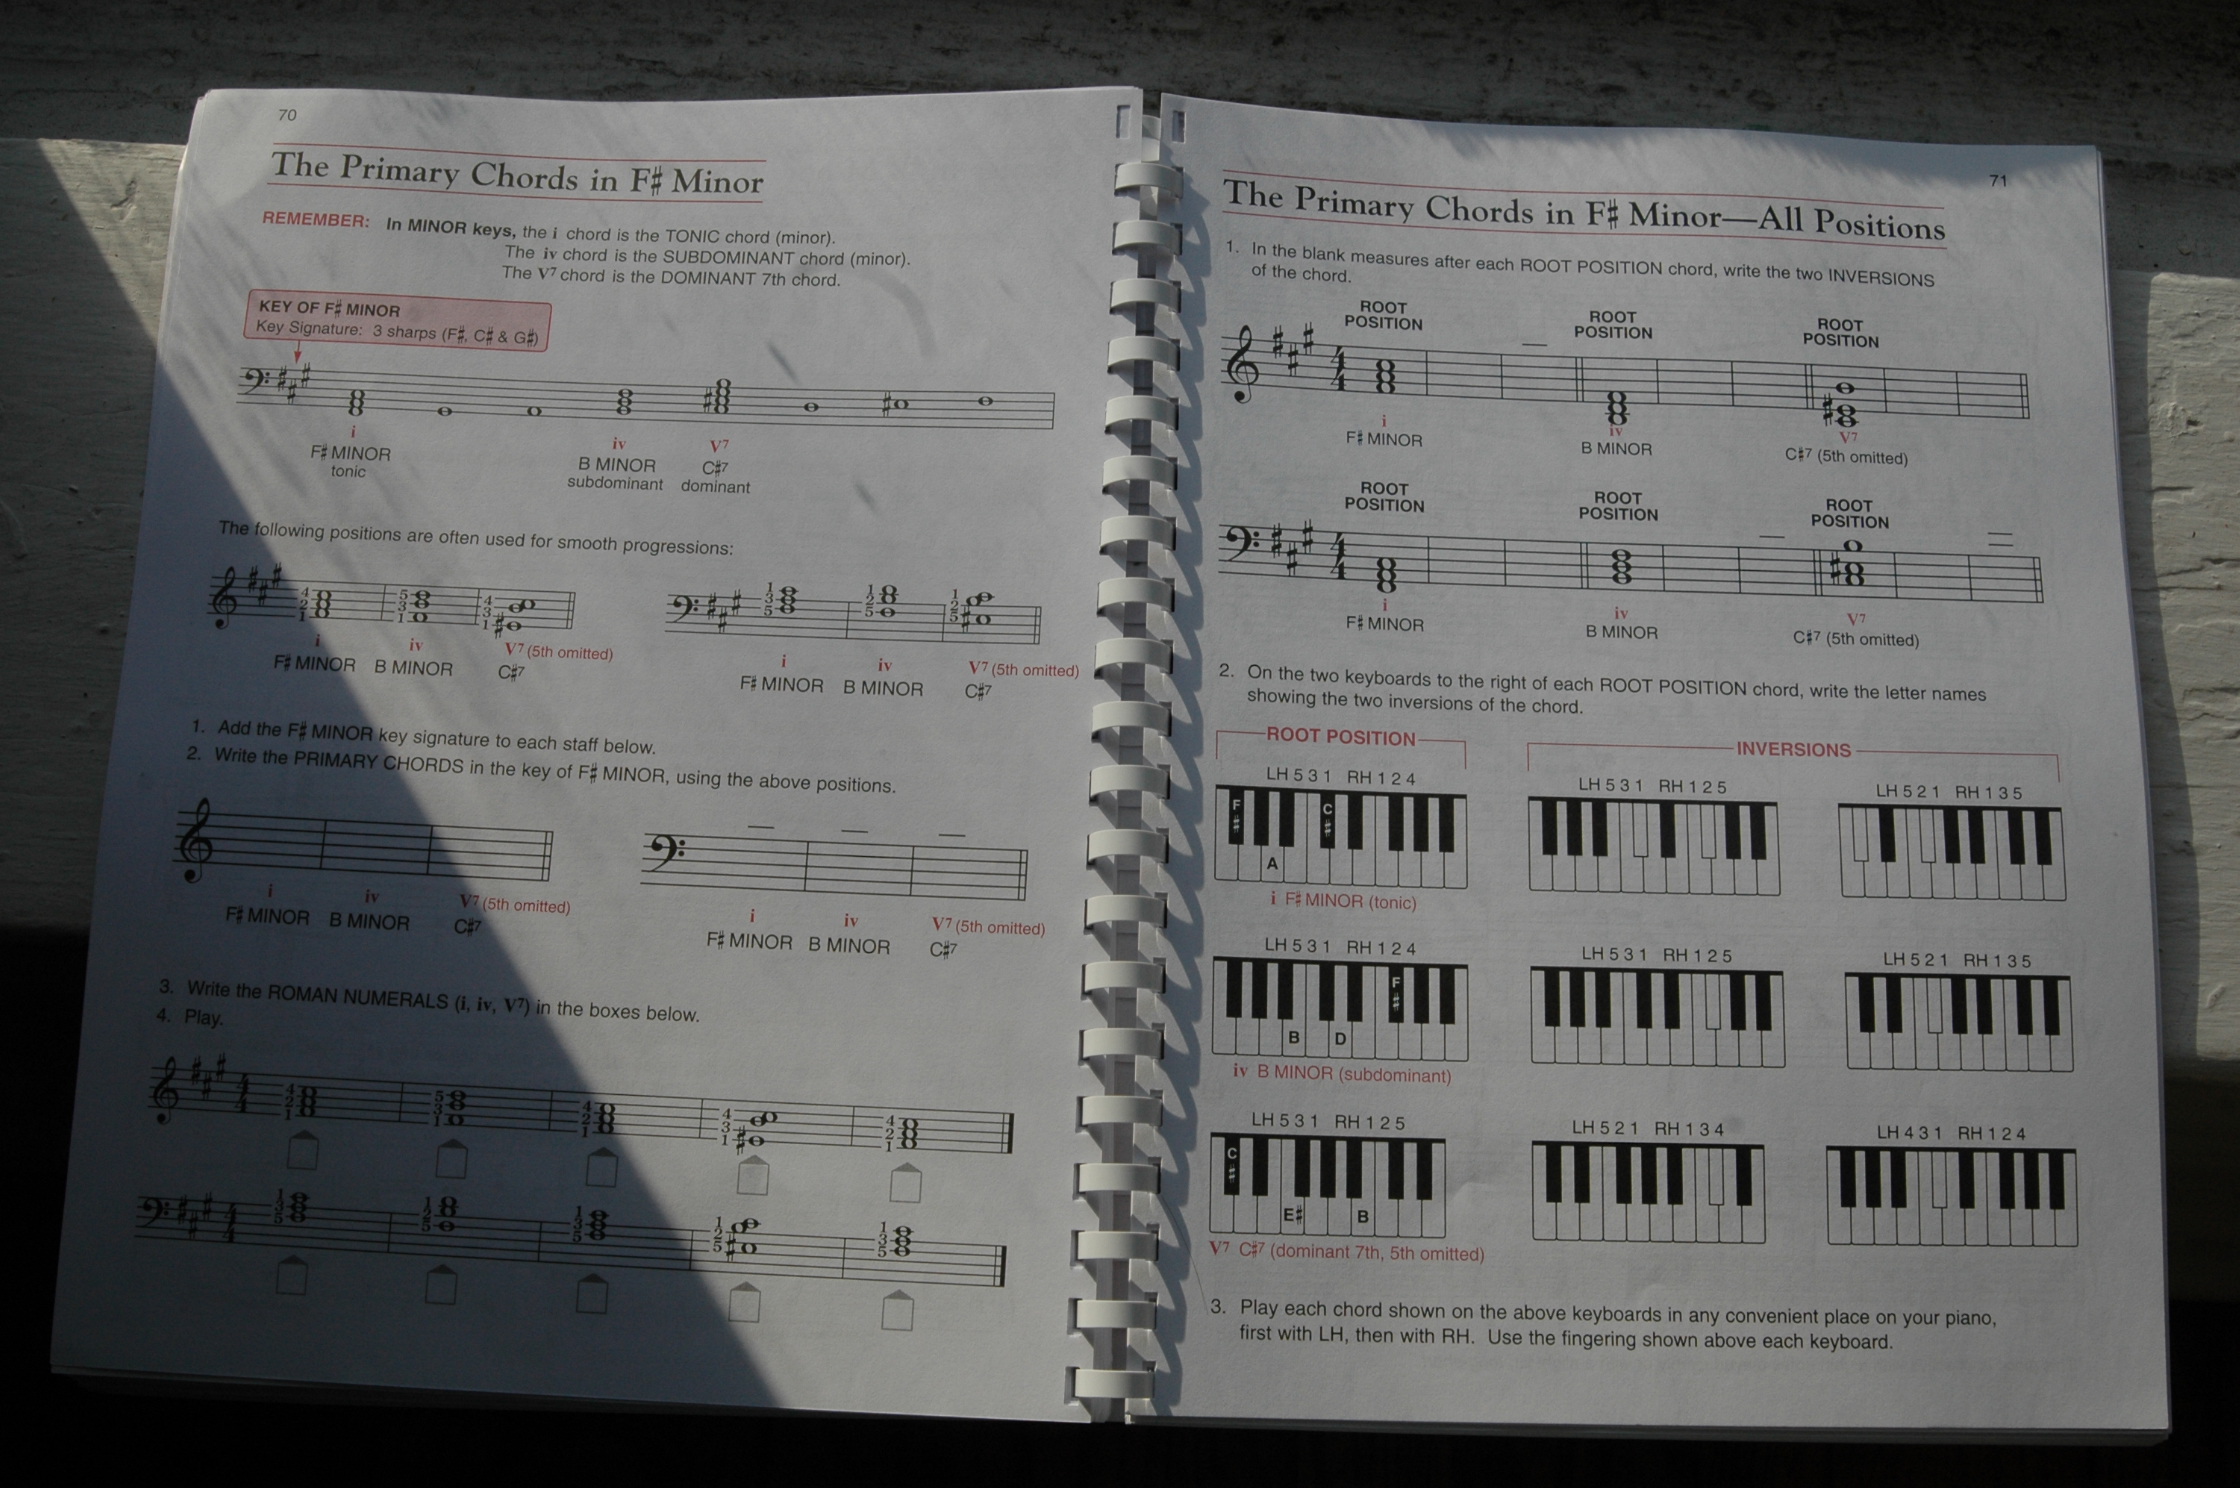 70
The Primary Chords in F♯ Minor
REMEMBER: In MINOR keys, the i chord is the TONIC chord (minor).
The iv chord is the SUBDOMINANT chord (minor).
The V7 chord is the DOMINANT 7th chord.
KEY OF F♯ MINOR
Key Signature: 3 sharps (F♯, C♯ & G♯)
i iv V7
F♯ MINOR B MINOR C♯7
tonic subdominant dominant
The following positions are often used for smooth progressions:
4 2 1 5 3 1 4 3 1 1 3 5 1 2 5 1 2 5
i iv V7 (5th omitted) i iv V7 (5th omitted)
F♯ MINOR B MINOR C♯7 F♯ MINOR B MINOR C♯7
1. Add the F♯ MINOR key signature to each staff below.
2. Write the PRIMARY CHORDS in the key of F♯ MINOR, using the above positions.
i iv V7 (5th omitted) i iv V7 (5th omitted)
F♯ MINOR B MINOR C♯7 F♯ MINOR B MINOR C♯7
3. Write the ROMAN NUMERALS (i, iv, V7) in the boxes below.
4. Play.
4 4 4 2 1 5 3 1 4 2 1 4 3 1 4 2 1
4 4 1 3 5 1 2 5 1 3 5 1 2 5 1 3 5
71
The Primary Chords in F♯ Minor—All Positions
1. In the blank measures after each ROOT POSITION chord, write the two INVERSIONS
of the chord.
ROOT ROOT ROOT
POSITION POSITION POSITION
4 4
i iv V7
F♯ MINOR B MINOR C♯7 (5th omitted)
ROOT ROOT ROOT
POSITION POSITION POSITION
4 4
i iv V7
F♯ MINOR B MINOR C♯7 (5th omitted)
2. On the two keyboards to the right of each ROOT POSITION chord, write the letter names
showing the two inversions of the chord.
ROOT POSITION INVERSIONS
LH 5 3 1 RH 1 2 4 LH 5 3 1 RH 1 2 5 LH 5 2 1 RH 1 3 5
F♯ C♯
A
i F♯ MINOR (tonic)
LH 5 3 1 RH 1 2 4 LH 5 3 1 RH 1 2 5 LH 5 2 1 RH 1 3 5
F♯
B D
iv B MINOR (subdominant)
LH 5 3 1 RH 1 2 5 LH 5 2 1 RH 1 3 4 LH 4 3 1 RH 1 2 4
C♯
E♯ B
V7 C♯7 (dominant 7th, 5th omitted)
3. Play each chord shown on the above keyboards in any convenient place on your piano,
first with LH, then with RH. Use the fingering shown above each keyboard.